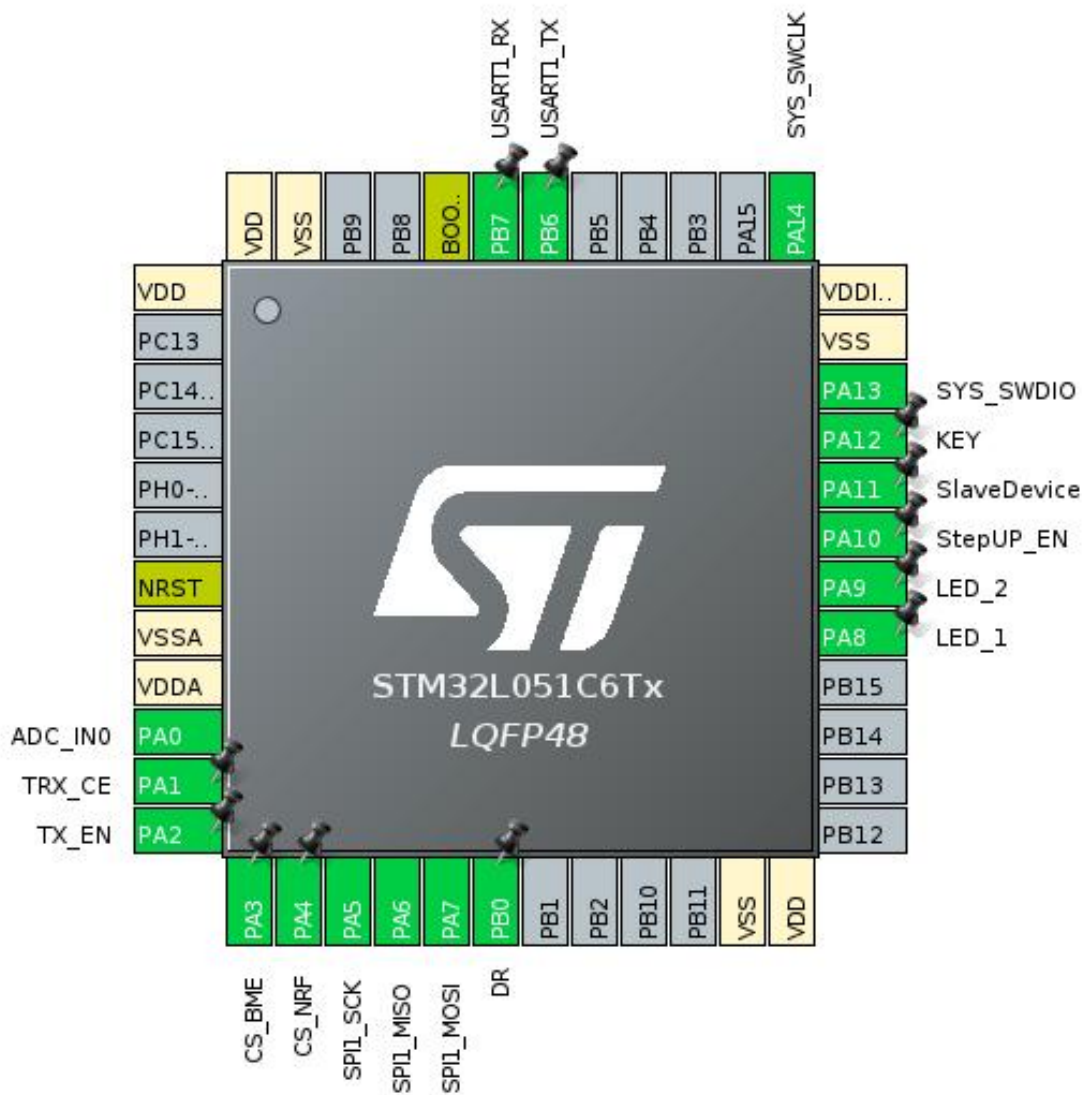 USART1_RX
USART1_TX
SYS_SWCLK
VDD
VSS
PB9
PB8
BOO..
PB7
PB6
PB5
PB4
PB3
PA15
PA14
VDD
PC13
PC14..
PC15..
PH0-..
PH1-..
NRST
VSSA
VDDA
ADC_IN0 PA0
TRX_CE PA1
TX_EN PA2
VDDI..
VSS
PA13 SYS_SWDIO
PA12 KEY
PA11 SlaveDevice
PA10 StepUP_EN
PA9 LED_2
PA8 LED_1
PB15
PB14
PB13
PB12
ST
STM32L051C6Tx
LQFP48
PA3
PA4
PA5
PA6
PA7
PB0
PB1
PB2
PB10
PB11
VSS
VDD
CS_BME
CS_NRF
SPI1_SCK
SPI1_MISO
SPI1_MOSI
DR